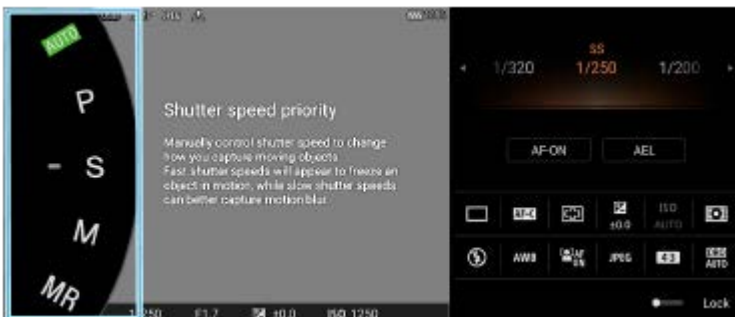 AUTO
P
- S
M
MR
Shutter speed priority
Manually control shutter speed to change
how you capture moving objects
Fast shutter speeds will appear to freeze an
object in motion, while slow shutter speeds
can better capture motion blur.
F1.7 ±0.0 ISO 1250
SS
1/320 1/250 1/200
AF-ON AEL
AF-C ±0.0 ISO AUTO
AWB AF ON JPEG 4:3 AUTO
Lock